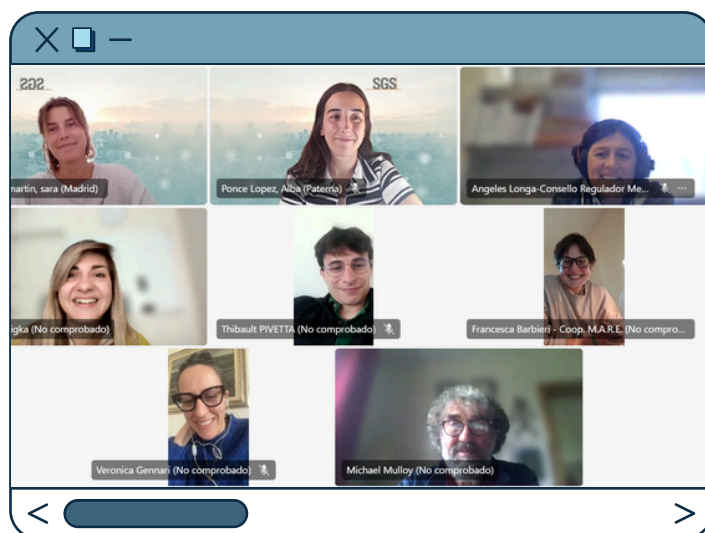 SGS
SGS
martin, sara (Madrid)
Ponce Lopez, Alba (Paterna)
Angeles Longa-Consello Regulador Me...
igka (No comprobado)
Thibault PIVETTA (No comprobado)
Francesca Barbieri - Coop. M.A.R.E. (No compro...
Veronica Gennari (No comprobado)
Michael Mulloy (No comprobado)